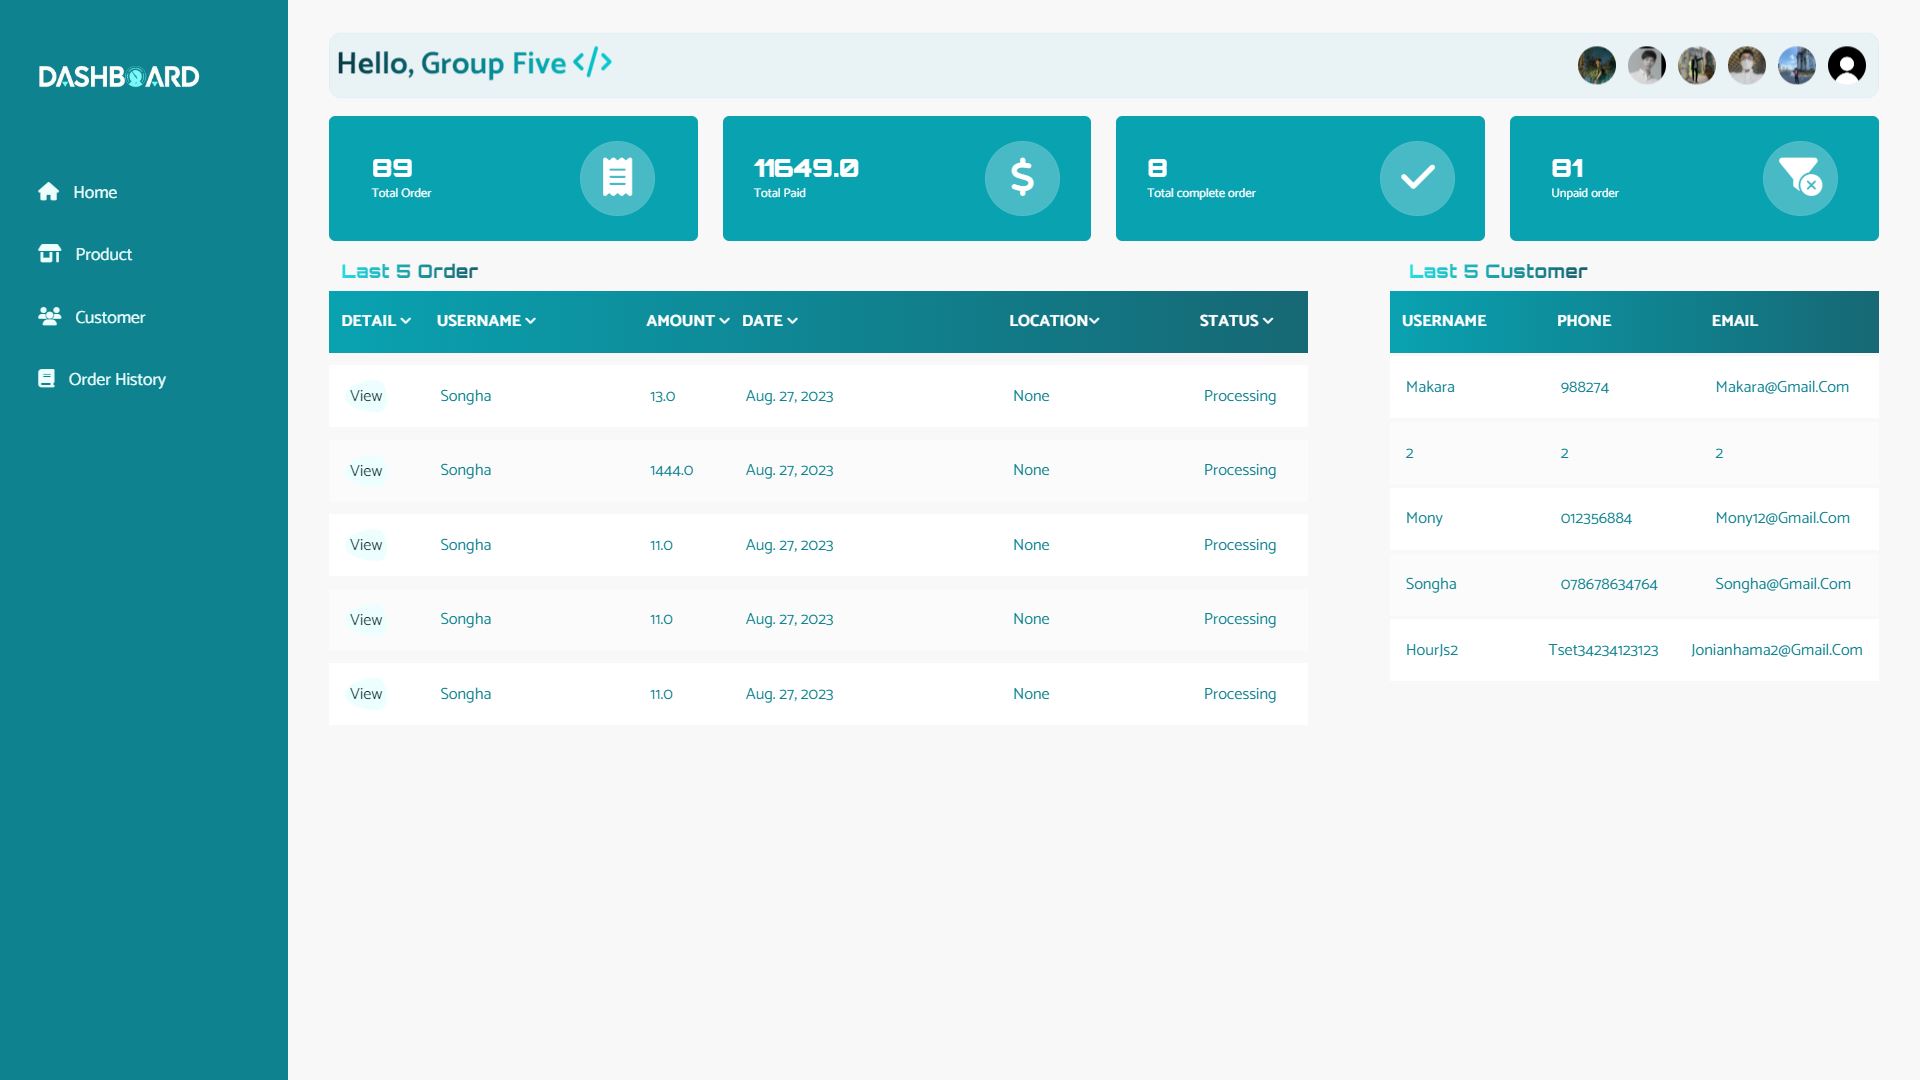 DASHBOARD
Home
Product
Customer
Order History
Hello, Group Five </>
89
Total Order
11649.0
Total Paid
8
Total complete order
81
Unpaid order
Last 5 Order
DETAIL USERNAME AMOUNT DATE LOCATION STATUS
View Songha 13.0 Aug. 27, 2023 None Processing
View Songha 1444.0 Aug. 27, 2023 None Processing
View Songha 11.0 Aug. 27, 2023 None Processing
View Songha 11.0 Aug. 27, 2023 None Processing
View Songha 11.0 Aug. 27, 2023 None Processing
Last 5 Customer
USERNAME PHONE EMAIL
Makara 988274 Makara@Gmail.Com
2 2 2
Mony 012356884 Mony12@Gmail.Com
Songha 078678634764 Songha@Gmail.Com
HourJs2 Tset34234123123 Jonianhama2@Gmail.Com